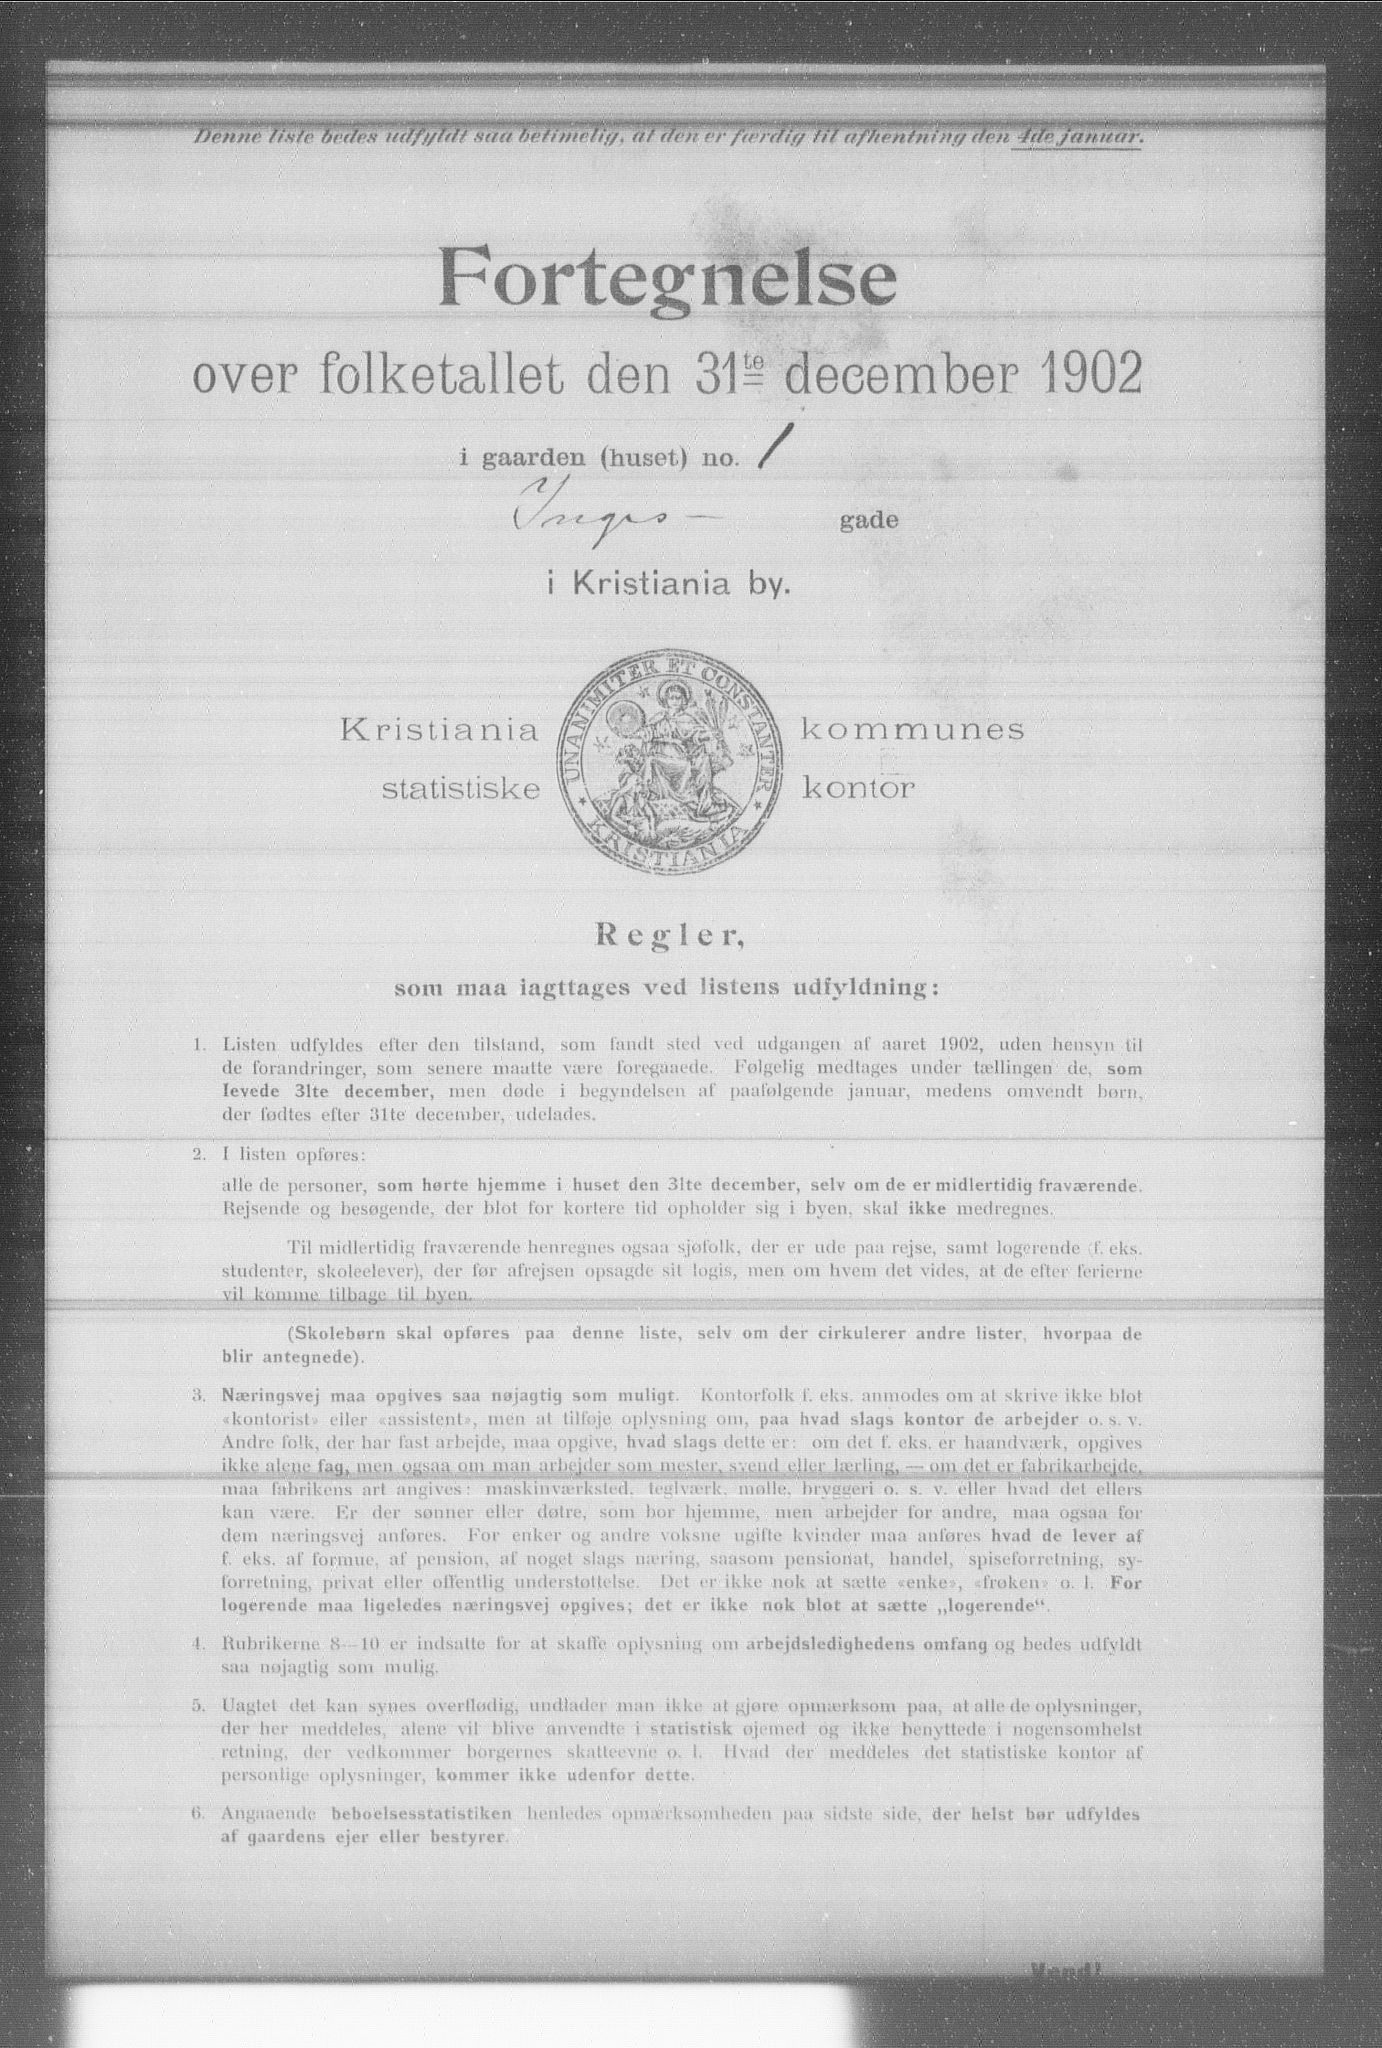 Denne liste bedes udfyldt saa betimelig, at den er færdig til afhentning den 4de januar.
Fortegnelse
over folketallet den 31te december 1902
i gaarden (huset) no. 1
Inges- gade
i Kristiania by.
Kristiania kommunes
statistiske kontor
UNANIMITER ET CONSTANTER
KRISTIANIA
Regler,
som maa iagttages ved listens udfyldning:
1. Listen udfyldes efter den tilstand, som fandt sted ved udgangen af aaret 1902, uden hensyn til
de forandringer, som senere maatte være foregaaede. Følgelig medtages under tællingen de, som
levede 31te december, men døde i begyndelsen af paafølgende januar, medens omvendt børn,
der fødtes efter 31te december, udelades.
2. I listen opføres:
alle de personer, som hørte hjemme i huset den 31te december, selv om de er midlertidig fraværende.
Rejsende og besøgende, der blot for kortere tid opholder sig i byen, skal ikke medregnes.
Til midlertidig fraværende henregnes ogsaa sjøfolk, der er ude paa rejse, samt logerende (f. eks.
studenter, skoleelever), der før afrejsen opsagde sit logis, men om hvem det vides, at de efter ferierne
vil komme tilbage til byen.
(Skolebørn skal opføres paa denne liste, selv om der cirkulerer andre lister, hvorpaa de
blir antegnede).
3. Næringsvej maa opgives saa nøjagtig som muligt. Kontorfolk f. eks. anmodes om at skrive ikke blot
«kontorist» eller «assistent», men at tilføje oplysning om, paa hvad slags kontor de arbejder o. s. v.
Andre folk, der har fast arbejde, maa opgive, hvad slags dette er: om det f. eks. er haandværk, opgives
ikke alene fag, men ogsaa om man arbejder som mester, svend eller lærling, — om det er fabrikarbejde,
maa fabrikens art angives: maskinværksted, teglværk, mølle, bryggeri o. s. v. eller hvad det ellers
kan være. Er der sønner eller døtre, som bor hjemme, men arbejder for andre, maa ogsaa for
dem næringsvej anføres. For enker og andre voksne ugifte kvinder maa anføres hvad de lever af
f. eks. af formue, af pension, af noget slags næring, saasom pensionat, handel, spiseforretning, sy-
forretning, privat eller offentlig understøttelse. Det er ikke nok at sætte «enke», «frøken» o. l. For
logerende maa ligeledes næringsvej opgives; det er ikke nok blot at sætte „logerende“.
4. Rubrikerne 8—10 er indsatte for at skaffe oplysning om arbejdsledighedens omfang og bedes udfyldt
saa nøjagtig som mulig.
5. Uagtet det kan synes overflødig, undlader man ikke at gjøre opmærksom paa, at alle de oplysninger,
der her meddeles, alene vil blive anvendte i statistisk øjemed og ikke benyttede i nogensomhelst
retning, der vedkommer borgernes skatteevne o. l. Hvad der meddeles det statistiske kontor af
personlige oplysninger, kommer ikke udenfor dette.
6. Angaaende beboelsesstatistiken henledes opmærksomheden paa sidste side, der helst bør udfyldes
af gaardens ejer eller bestyrer.
Vend!